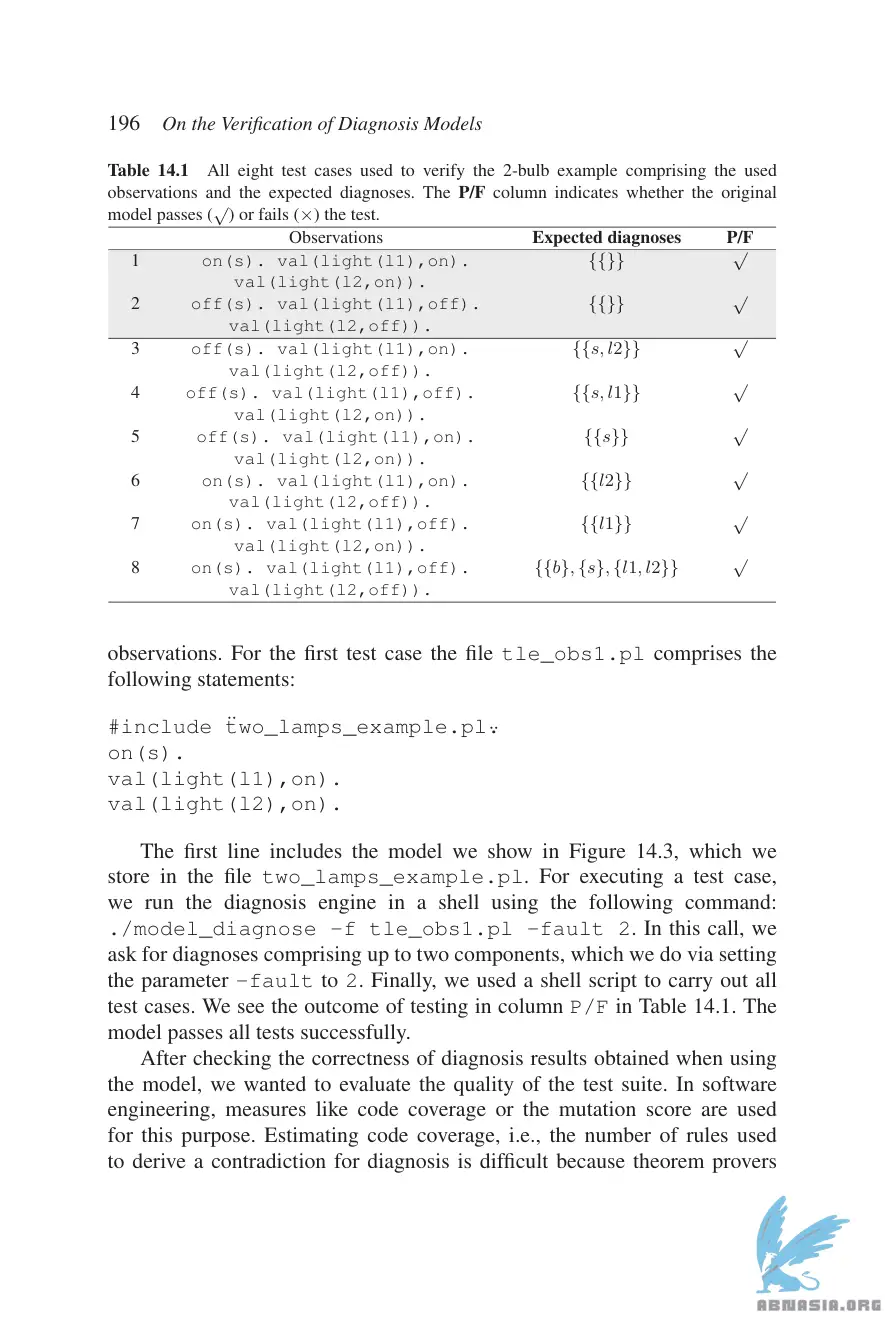 196 On the Verification of Diagnosis Models
Table 14.1 All eight test cases used to verify the 2-bulb example comprising the used
observations and the expected diagnoses. The P/F column indicates whether the original
model passes (√) or fails (×) the test.
Observations Expected diagnoses P/F
1 on(s). val(light(l1),on). {{}} √
val(light(l2,on)).
2 off(s). val(light(l1),off). {{}} √
val(light(l2,off)).
3 off(s). val(light(l1),on). {{s, l2}} √
val(light(l2,off)).
4 off(s). val(light(l1),off). {{s, l1}} √
val(light(l2,on)).
5 off(s). val(light(l1),on). {{s}} √
val(light(l2,on)).
6 on(s). val(light(l1),on). {{l2}} √
val(light(l2,off)).
7 on(s). val(light(l1),off). {{l1}} √
val(light(l2,on)).
8 on(s). val(light(l1),off). {{b}, {s}, {l1, l2}} √
val(light(l2,off)).
observations. For the first test case the file tle_obs1.pl comprises the
following statements:
#include ẗwo_lamps_example.pl¨.
on(s).
val(light(l1),on).
val(light(l2),on).
The first line includes the model we show in Figure 14.3, which we
store in the file two_lamps_example.pl. For executing a test case,
we run the diagnosis engine in a shell using the following command:
./model_diagnose -f tle_obs1.pl -fault 2. In this call, we
ask for diagnoses comprising up to two components, which we do via setting
the parameter -fault to 2. Finally, we used a shell script to carry out all
test cases. We see the outcome of testing in column P/F in Table 14.1. The
model passes all tests successfully.
After checking the correctness of diagnosis results obtained when using
the model, we wanted to evaluate the quality of the test suite. In software
engineering, measures like code coverage or the mutation score are used
for this purpose. Estimating code coverage, i.e., the number of rules used
to derive a contradiction for diagnosis is difficult because theorem provers
ABNASIA.ORG